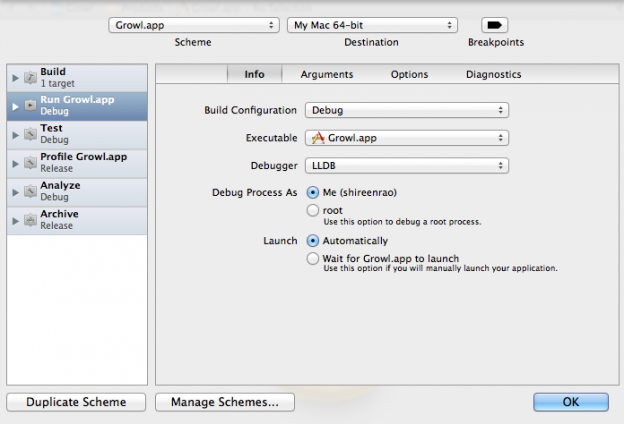 Growl.app
My Mac 64-bit
Scheme
Destination
Breakpoints
Build
1 target
Run Growl.app
Debug
Test
Debug
Profile Growl.app
Release
Analyze
Debug
Archive
Release
Info
Arguments
Options
Diagnostics
Build Configuration
Debug
Executable
Growl.app
Debugger
LLDB
Debug Process As
Me (shireenrao)
root
Use this option to debug a root process.
Launch
Automatically
Wait for Growl.app to launch
Use this option if you will manually launch your application.
Duplicate Scheme
Manage Schemes...
OK